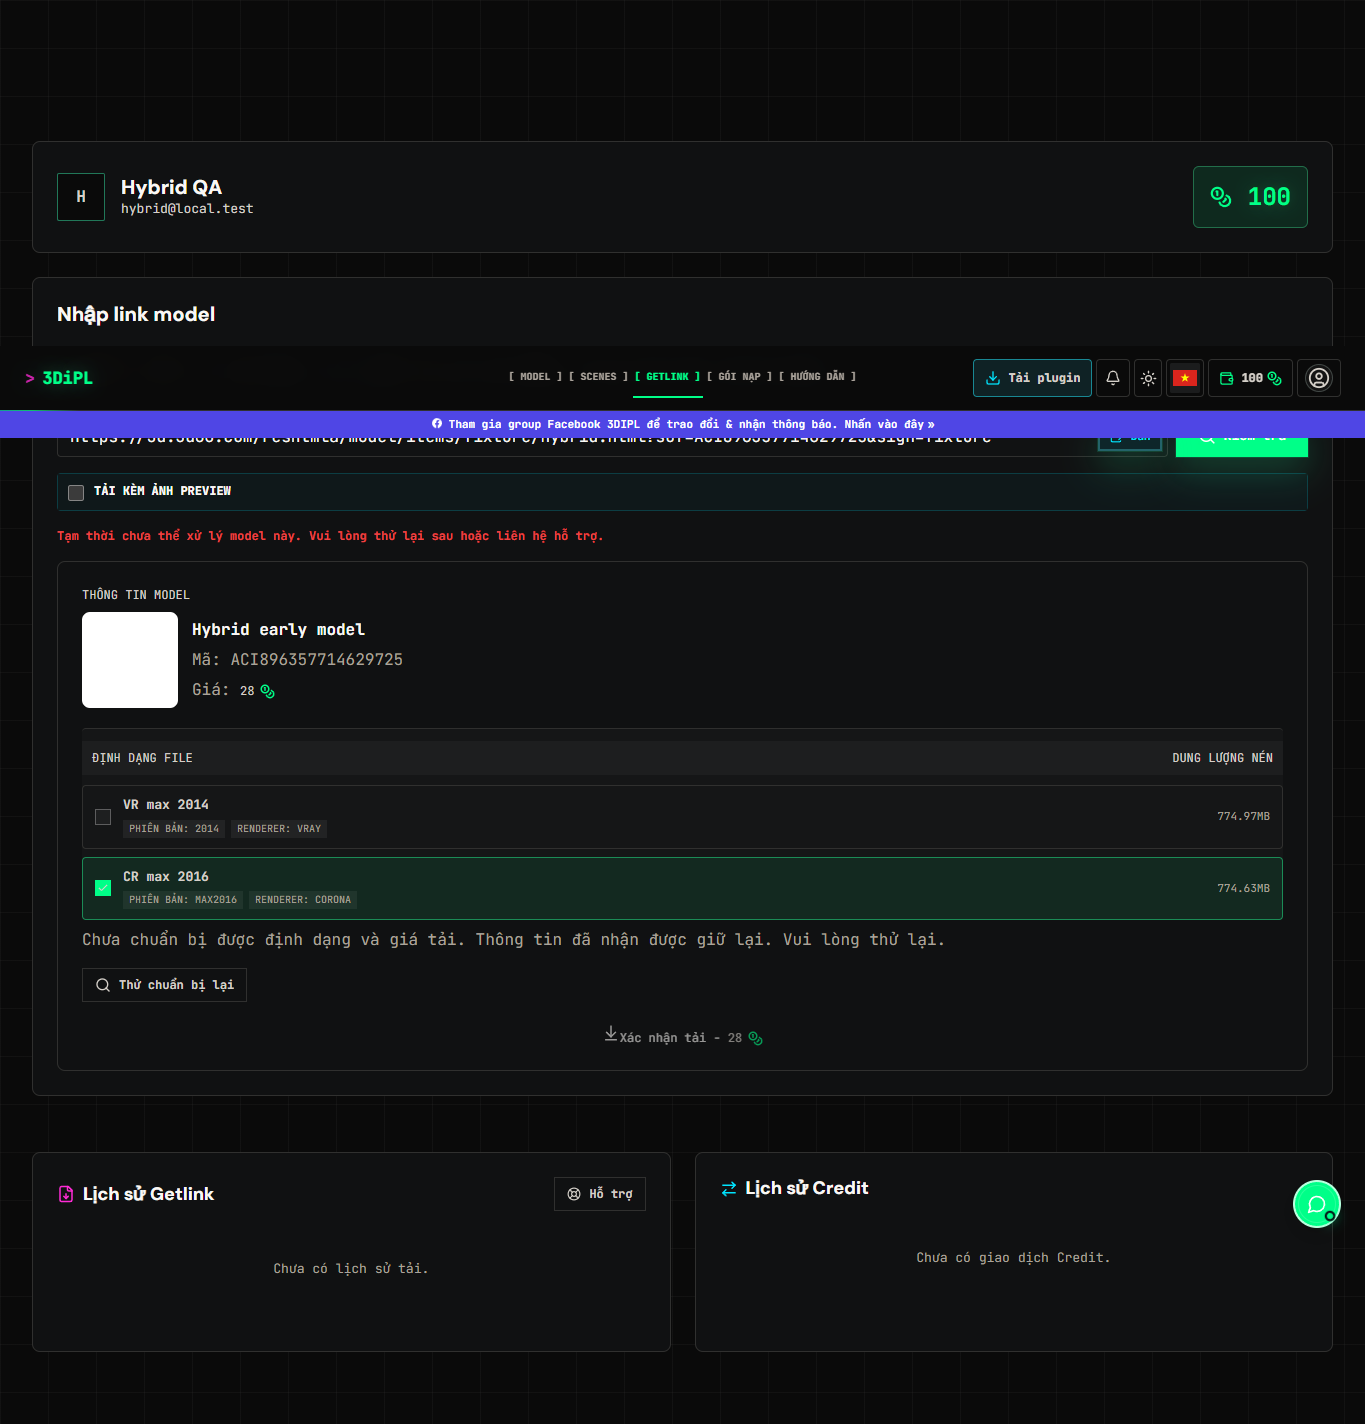 H
Hybrid QA
hybrid@local.test
100
Nhập link model
> 3DiPL
[ MODEL ] [ SCENES ] [ GETLINK ] [ GÓI NẠP ] [ HƯỚNG DẪN ]
Tải plugin
100
Tham gia group Facebook 3DIPL để trao đổi & nhận thông báo. Nhấn vào đây »
TẢI KÈM ẢNH PREVIEW
Tạm thời chưa thể xử lý model này. Vui lòng thử lại sau hoặc liên hệ hỗ trợ.
THÔNG TIN MODEL
Hybrid early model
Mã: ACI896357714629725
Giá: 28
ĐỊNH DẠNG FILE
DUNG LƯỢNG NÉN
VR max 2014
PHIÊN BẢN: 2014 RENDERER: VRAY
774.97MB
CR max 2016
PHIÊN BẢN: MAX2016 RENDERER: CORONA
774.63MB
Chưa chuẩn bị được định dạng và giá tải. Thông tin đã nhận được giữ lại. Vui lòng thử lại.
Thử chuẩn bị lại
Xác nhận tải - 28
Lịch sử Getlink
Hỗ trợ
Chưa có lịch sử tải.
Lịch sử Credit
Chưa có giao dịch Credit.